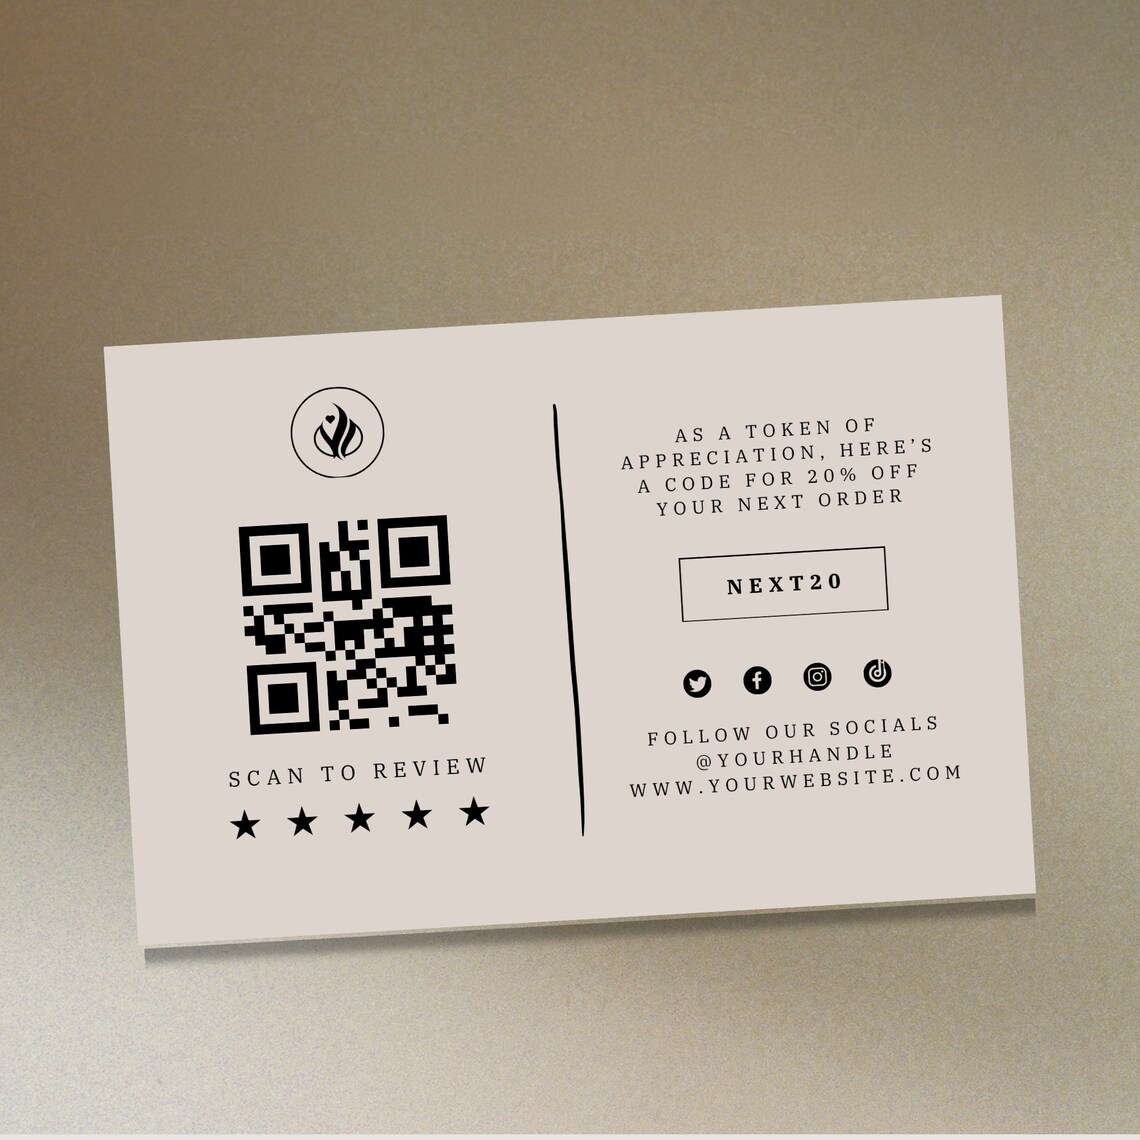 SCAN TO REVIEW
AS A TOKEN OF
APPRECIATION, HERE'S
A CODE FOR 20% OFF
YOUR NEXT ORDER
NEXT20
FOLLOW OUR SOCIALS
@YOURHANDLE
WWW.YOURWEBSITE.COM